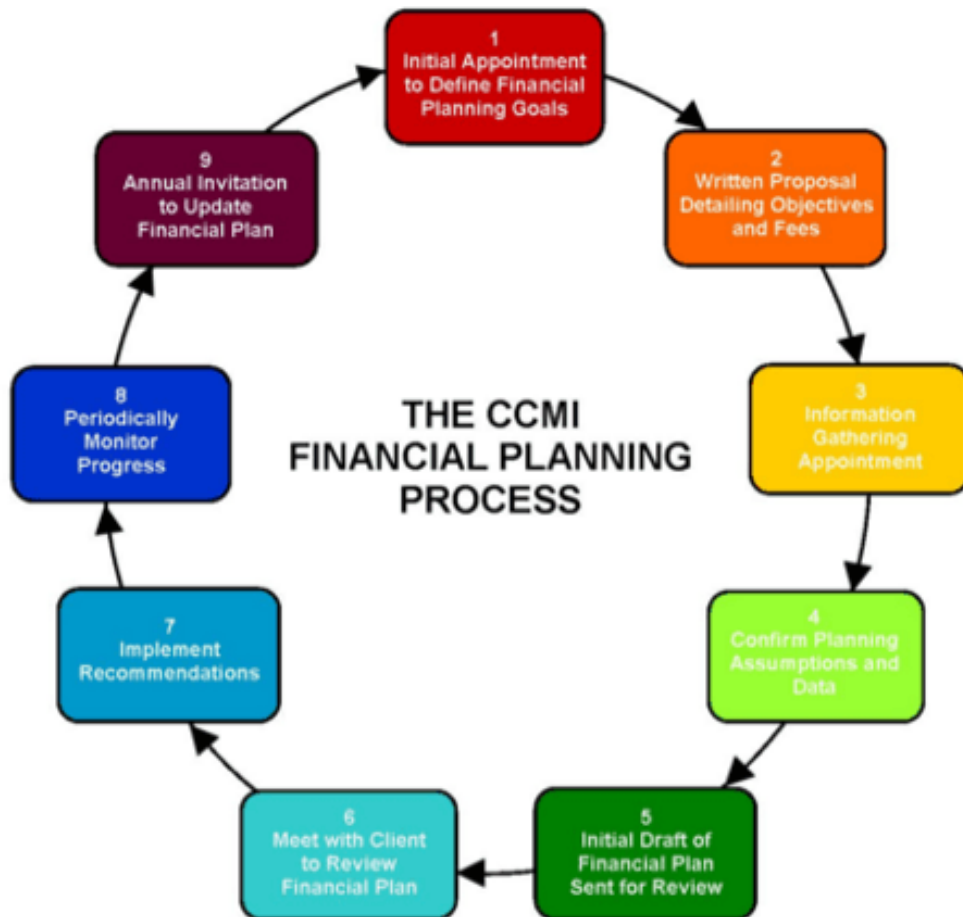 1
Initial Appointment
to Define Financial
Planning Goals
2
Written Proposal
Detailing Objectives
and Fees
3
Information
Gathering
Appointment
4
Confirm Planning
Assumptions and
Data
5
Initial Draft of
Financial Plan
Sent for Review
6
Meet with Client
to Review
Financial Plan
7
Implement
Recommendations
8
Periodically
Monitor
Progress
9
Annual Invitation
to Update
Financial Plan
THE CCMI
FINANCIAL PLANNING
PROCESS